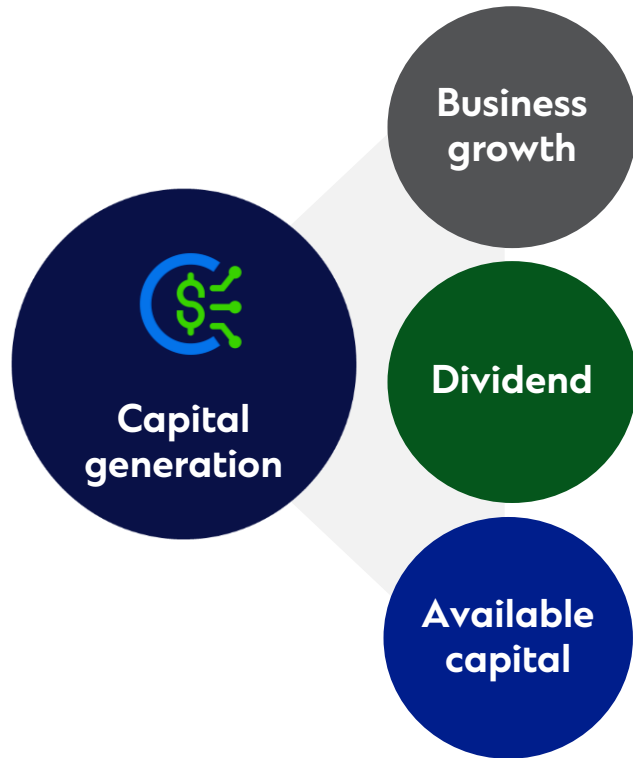 Business
growth
Capital
generation
Dividend
Available
capital